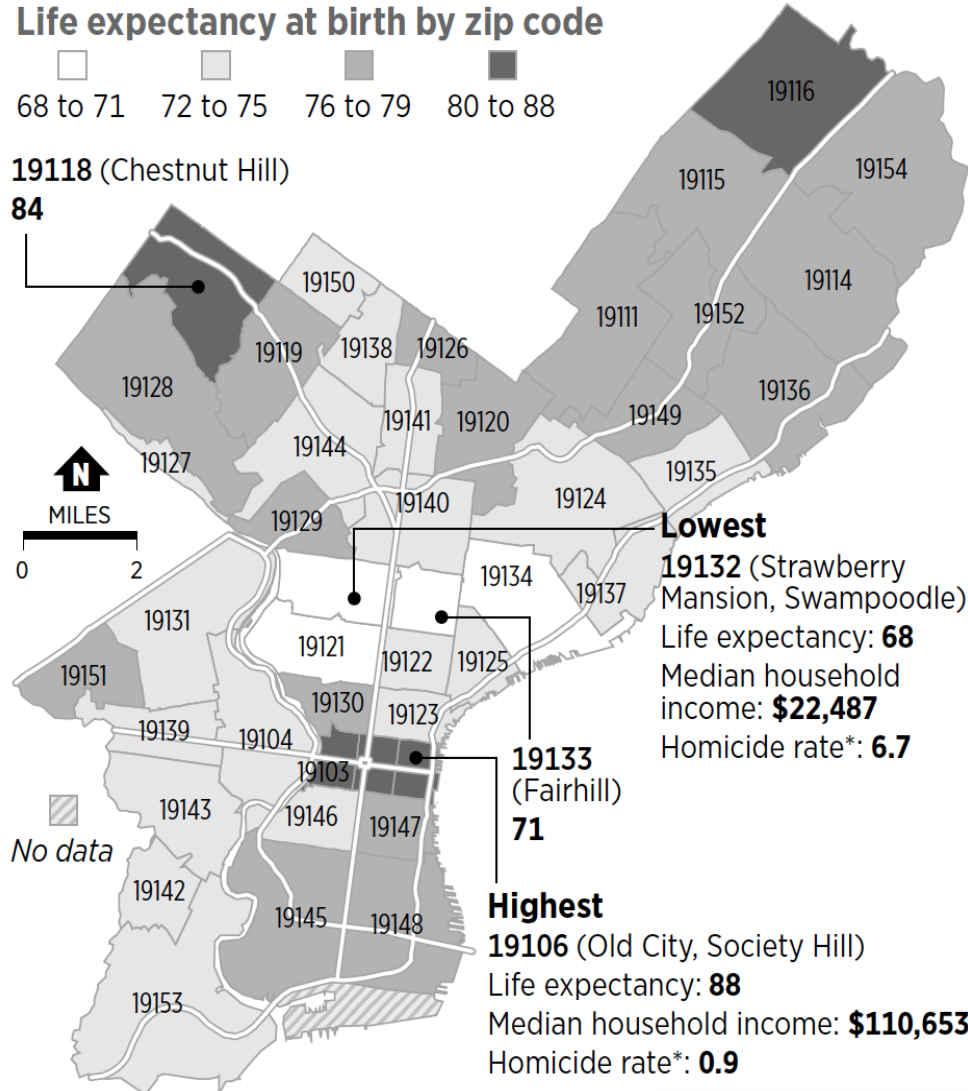 Life expectancy at birth by zip code
68 to 71 72 to 75 76 to 79 80 to 88
19118 (Chestnut Hill)
84
19116
19115
19154
19150
19114
19111
19152
19138
19126
19119
19128
19136
19120
19149
19141
19144
19127
19135
N
MILES
0 2
19124
19140
19129
Lowest
19132 (Strawberry
Mansion, Swampoodle)
Life expectancy: 68
Median household
income: $22,487
Homicide rate*: 6.7
19134
19137
19131
19121
19122
19125
19151
19130
19123
19139
19104
19103
19133
(Fairhill)
71
19143
19146
19147
No data
19142
19145
19148
Highest
19106 (Old City, Society Hill)
Life expectancy: 88
Median household income: $110,653
Homicide rate*: 0.9
19153